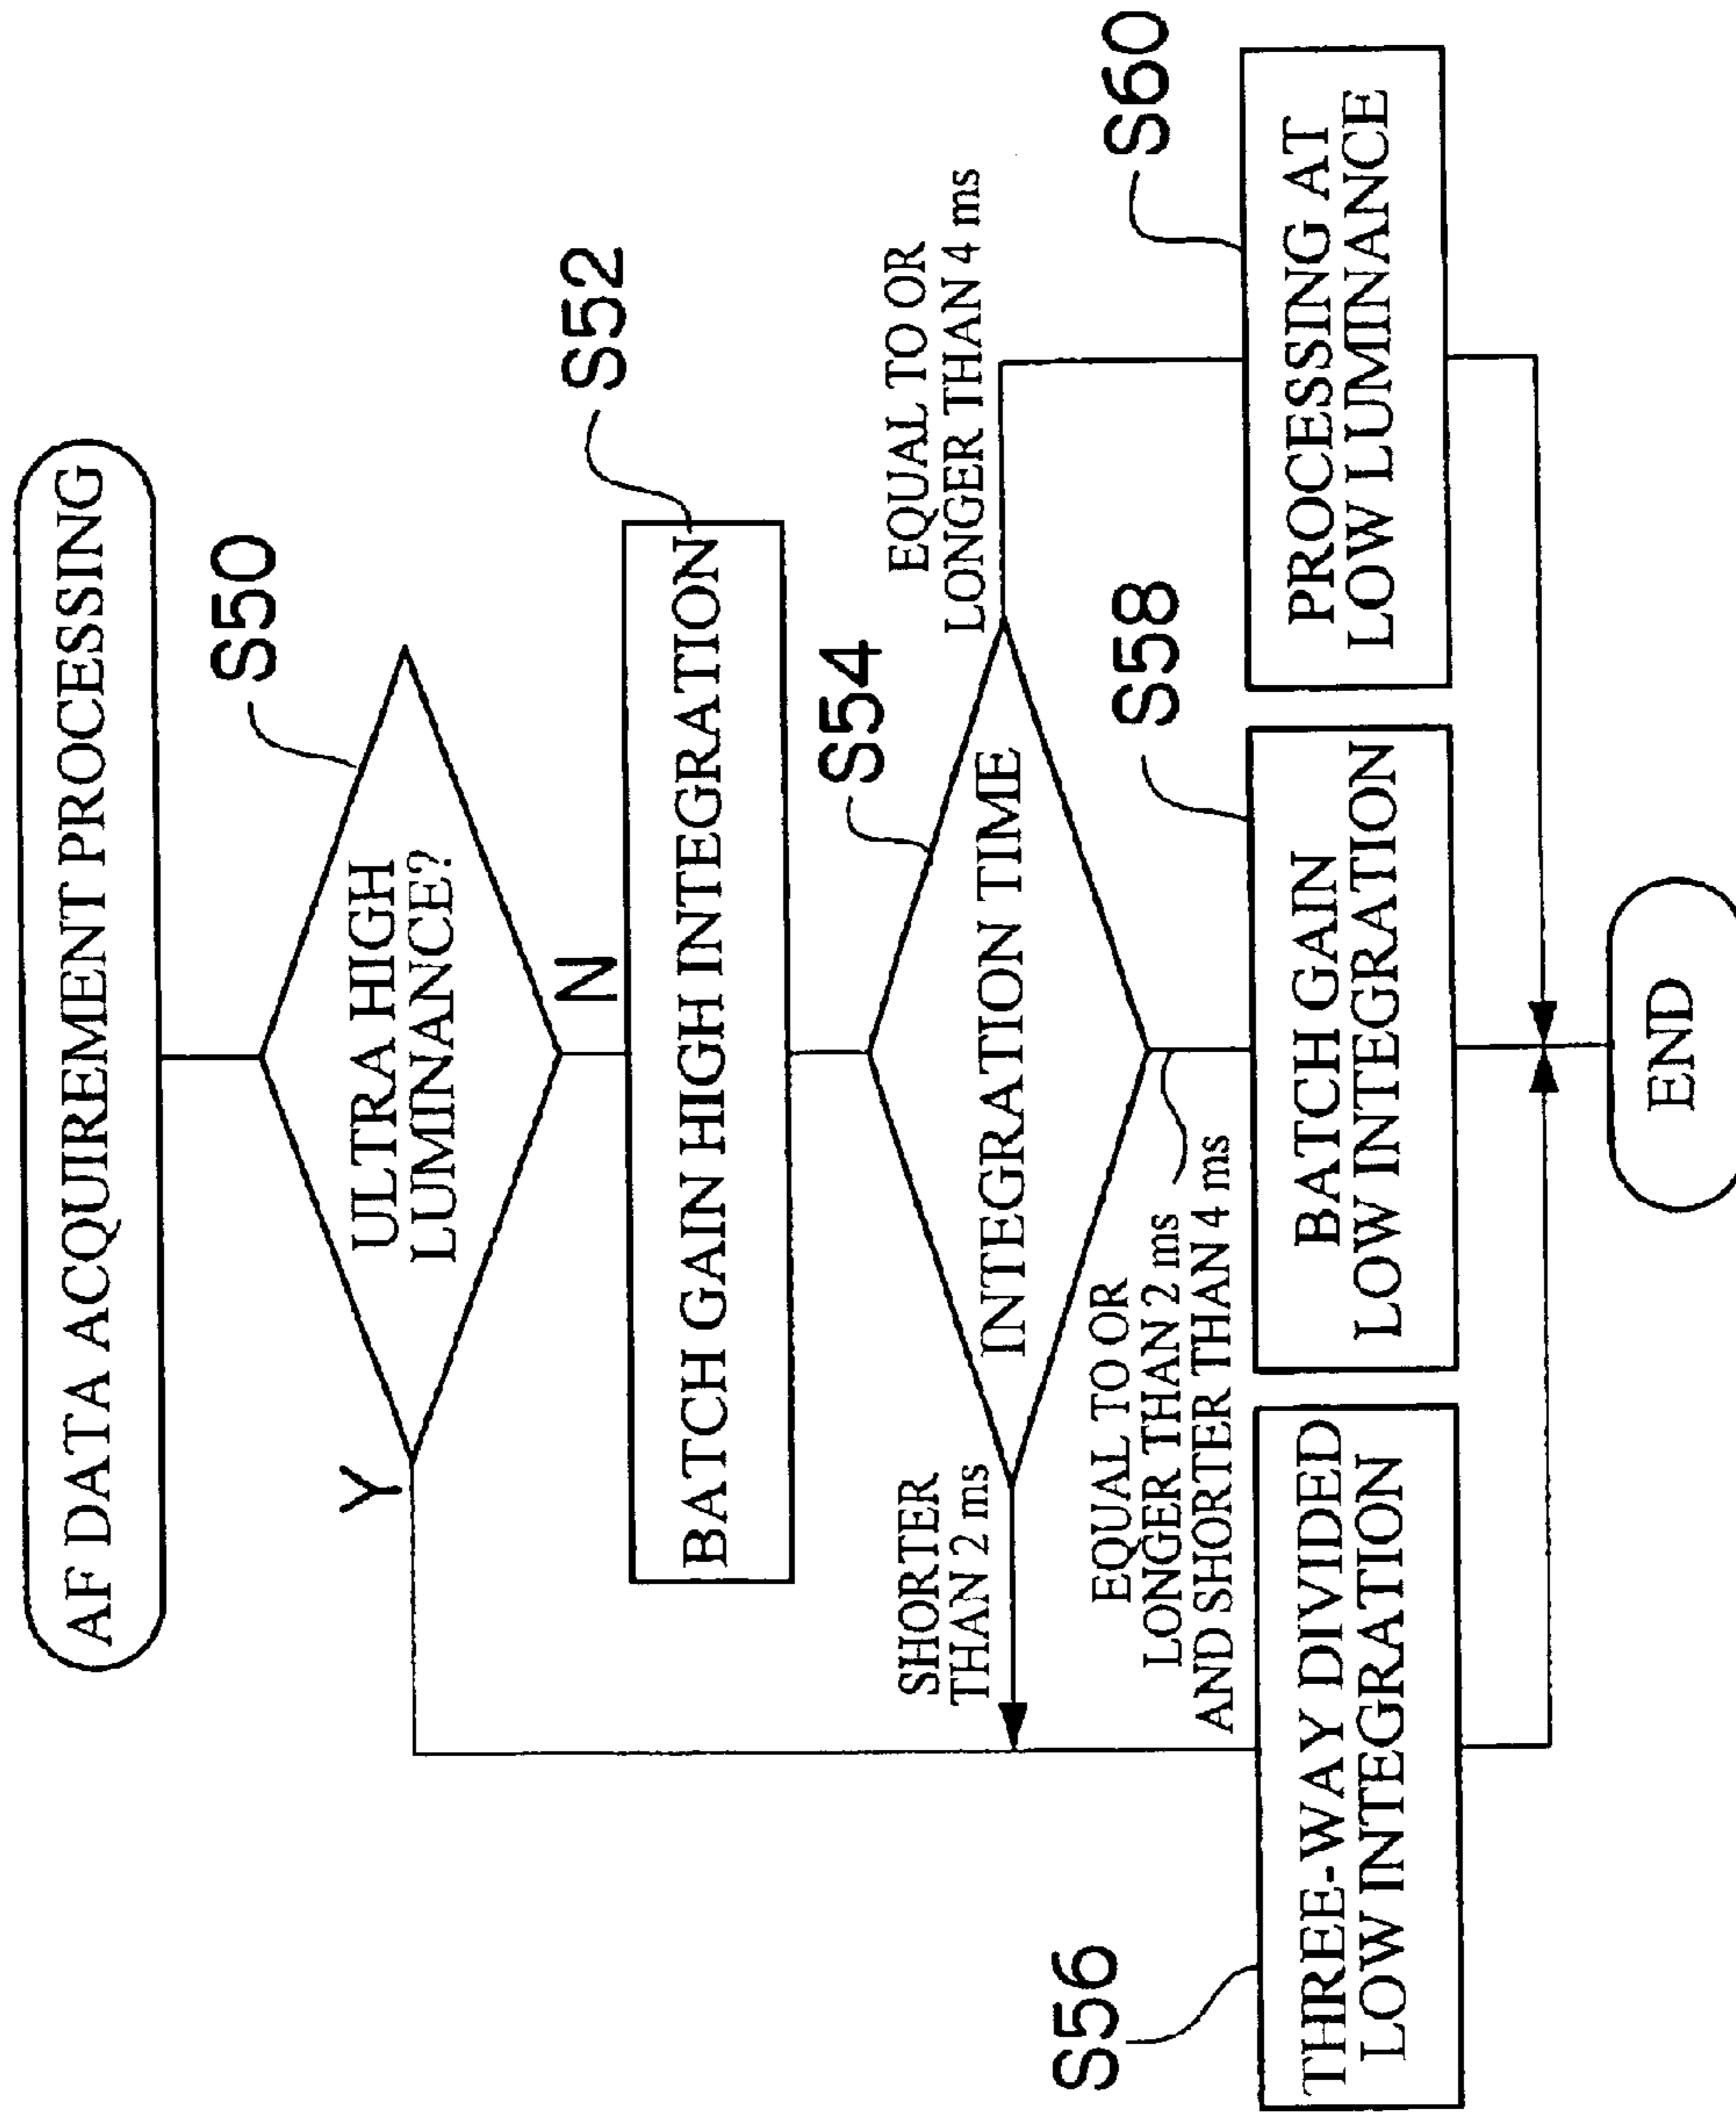 AF DATA ACQUIREMENT PROCESSING
S50
ULTRA HIGH
LUMINANCE?
Y
N
S52
BATCH GAIN HIGH INTEGRATION
S54
INTEGRATION TIME
SHORTER
THAN 2 ms
EQUAL TO OR
LONGER THAN 4 ms
EQUAL TO OR
LONGER THAN 2 ms
AND SHORTER THAN 4 ms
S56
THREE-WAY DIVIDED
LOW INTEGRATION
S58
BATCH GAIN
LOW INTEGRATION
S60
PROCESSING AT
LOW LUMINANCE
END